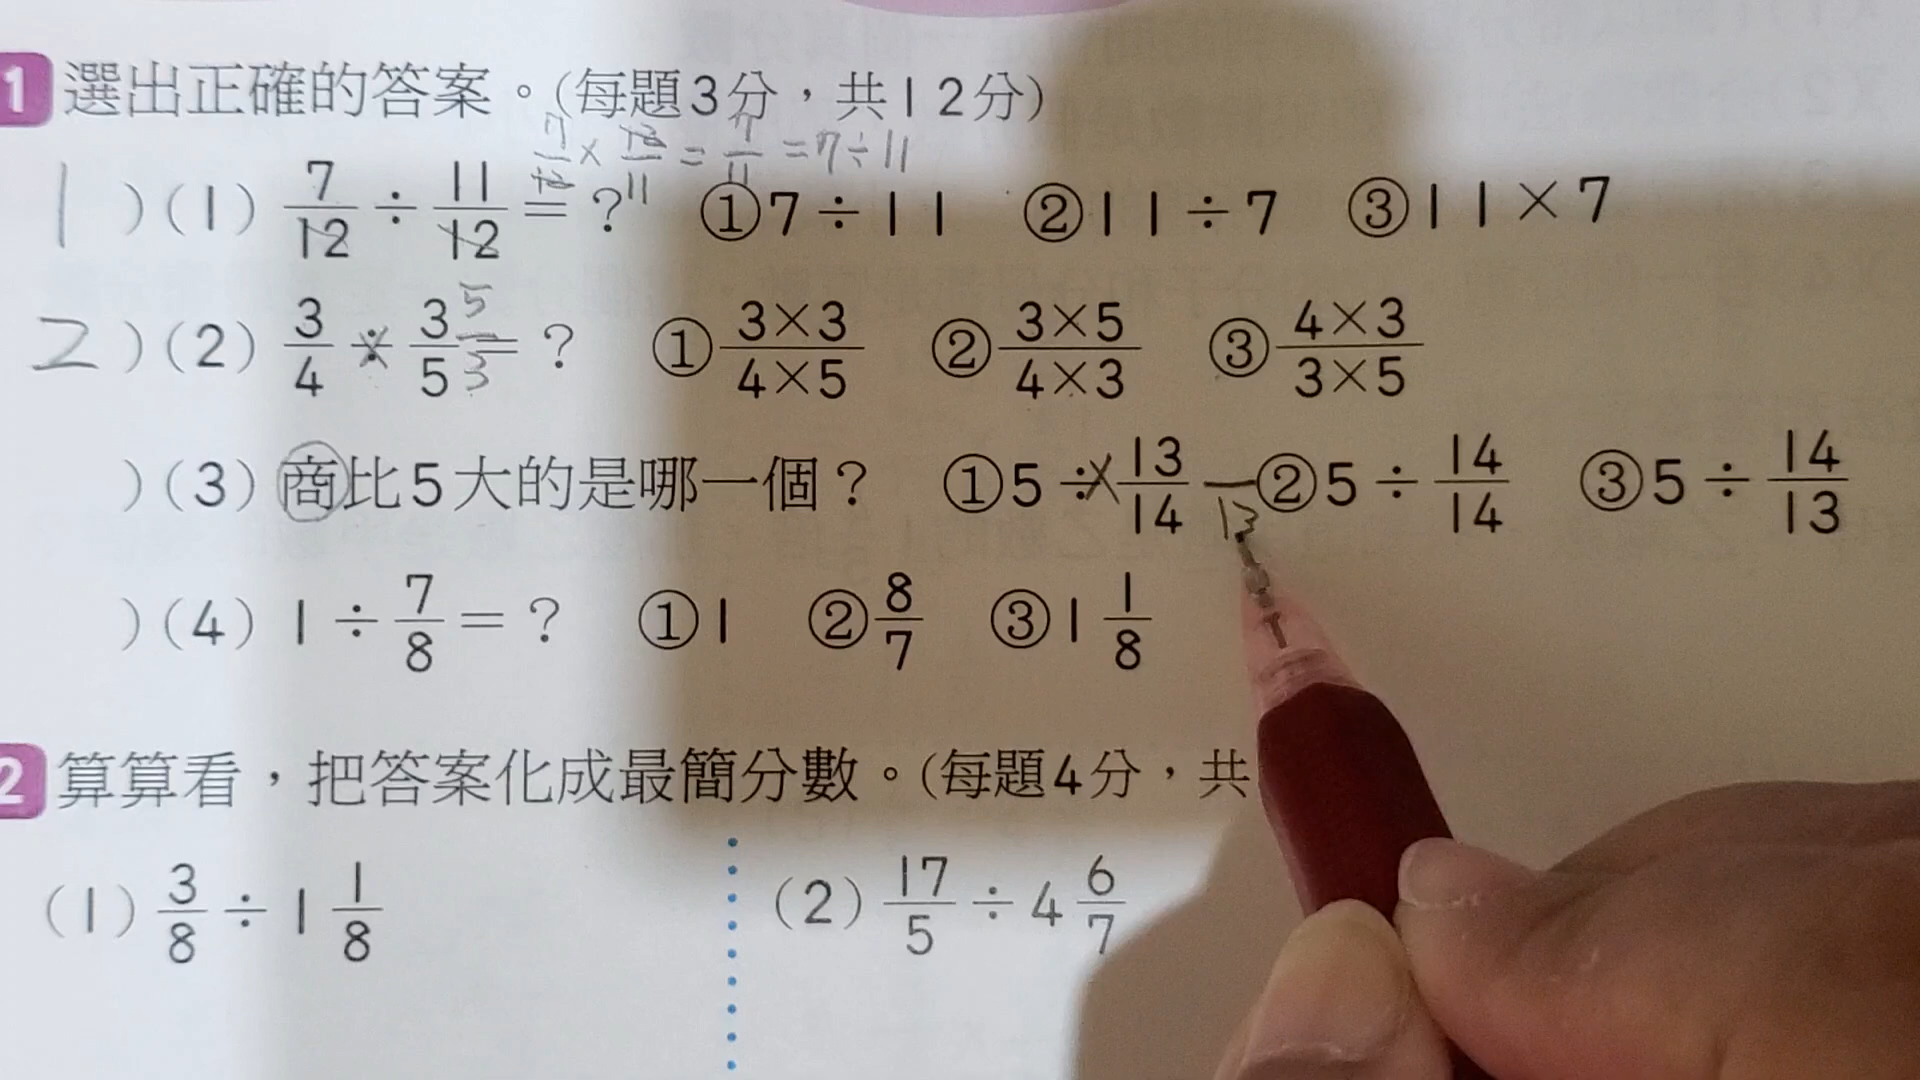 1 選出正確的答案。(每題3分，共12分)
7/12 × 12/11 = 7/11 = 7÷11
1 )(1) 7/12 ÷ 11/12 = ? ①7÷11 ②11÷7 ③11×7
2 )(2) 3/4 ÷ × 3/5 5/3 = ? ① 3×3/4×5 ② 3×5/4×3 ③ 4×3/3×5
)(3) 商比5大的是哪一個？ ①5÷ × 13/14 —/13 ②5÷14/14 ③5÷14/13
)(4) 1÷7/8=? ①1 ②8/7 ③1 1/8
2 算算看，把答案化成最簡分數。(每題4分，共
(1) 3/8 ÷ 1 1/8 (2) 17/5 ÷ 4 6/7